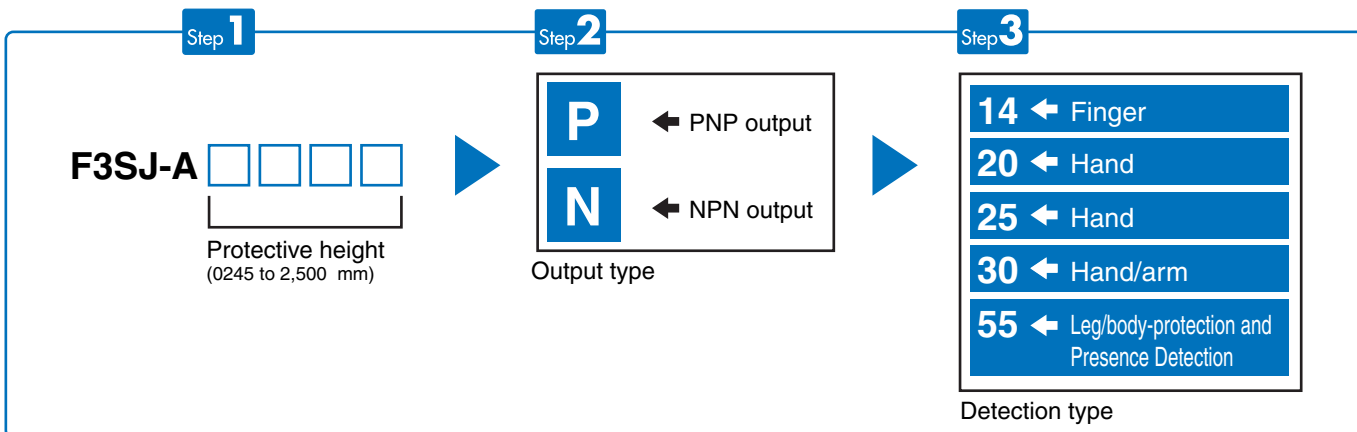 Step 1
Step 2
Step 3
F3SJ-A
Protective height
(0245 to 2,500 mm)
P ← PNP output
N ← NPN output
Output type
14 ← Finger
20 ← Hand
25 ← Hand
30 ← Hand/arm
55 ← Leg/body-protection and
Presence Detection
Detection type